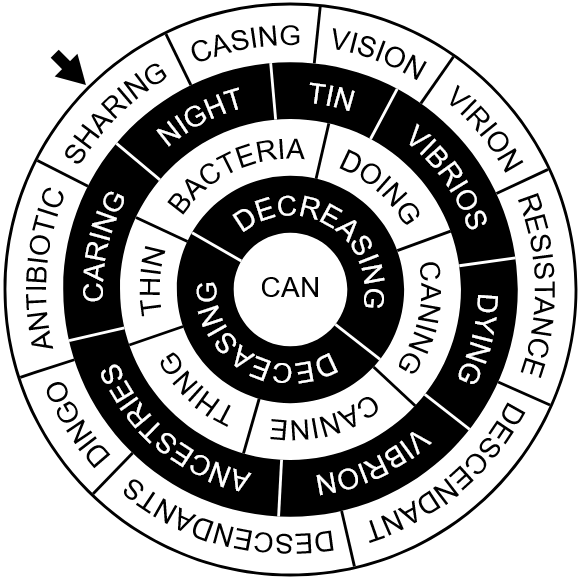 SHARING
CASING
VISION
VIRION
RESISTANCE
DESCENDANT
DESCENDANTS
DINGO
ANTIBIOTIC
NIGHT
TIN
VIBRIOS
DYING
VIBRION
ANCESTRIES
CARING
BACTERIA
DOING
CANING
CANINE
THING
THIN
DECREASING
DECEASING
CAN